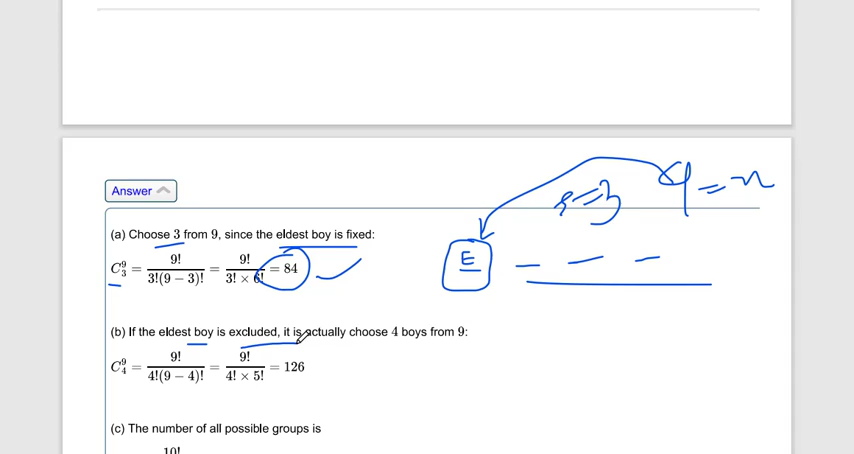 Answer
(a) Choose 3 from 9, since the eldest boy is fixed:
C₃⁹ = 9!/(3!(9 − 3)!) = 9!/(3! × 6!) = 84
r=3
9=n
E
(b) If the eldest boy is excluded, it is actually choose 4 boys from 9:
C₄⁹ = 9!/(4!(9 − 4)!) = 9!/(4! × 5!) = 126
(c) The number of all possible groups is
10!